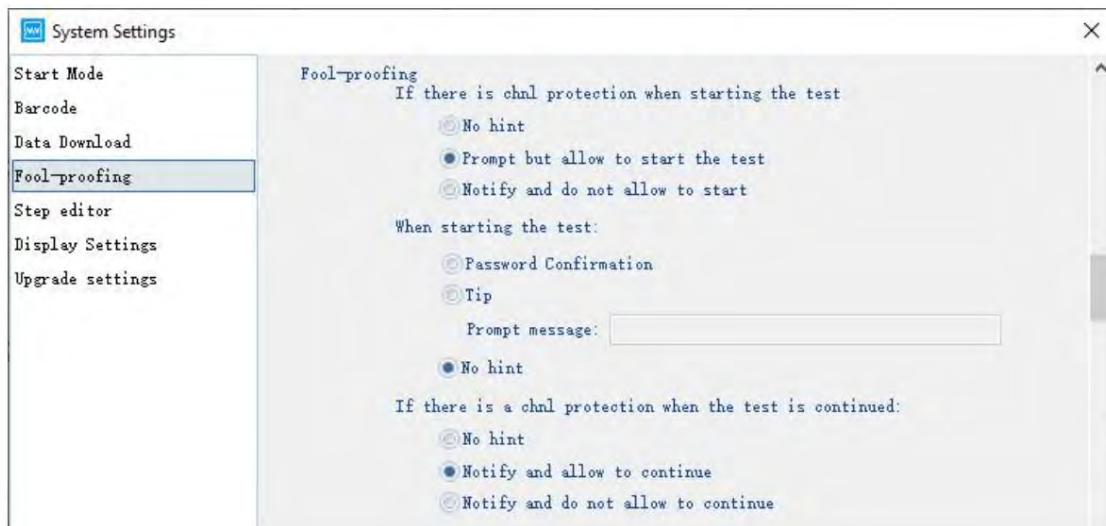 System Settings
Start Mode
Barcode
Data Download
Fool-proofing
Step editor
Display Settings
Upgrade settings
Fool-proofing
If there is chnl protection when starting the test
No hint
Prompt but allow to start the test
Notify and do not allow to start
When starting the test:
Password Confirmation
Tip
Prompt message:
No hint
If there is a chnl protection when the test is continued:
No hint
Notify and allow to continue
Notify and do not allow to continue